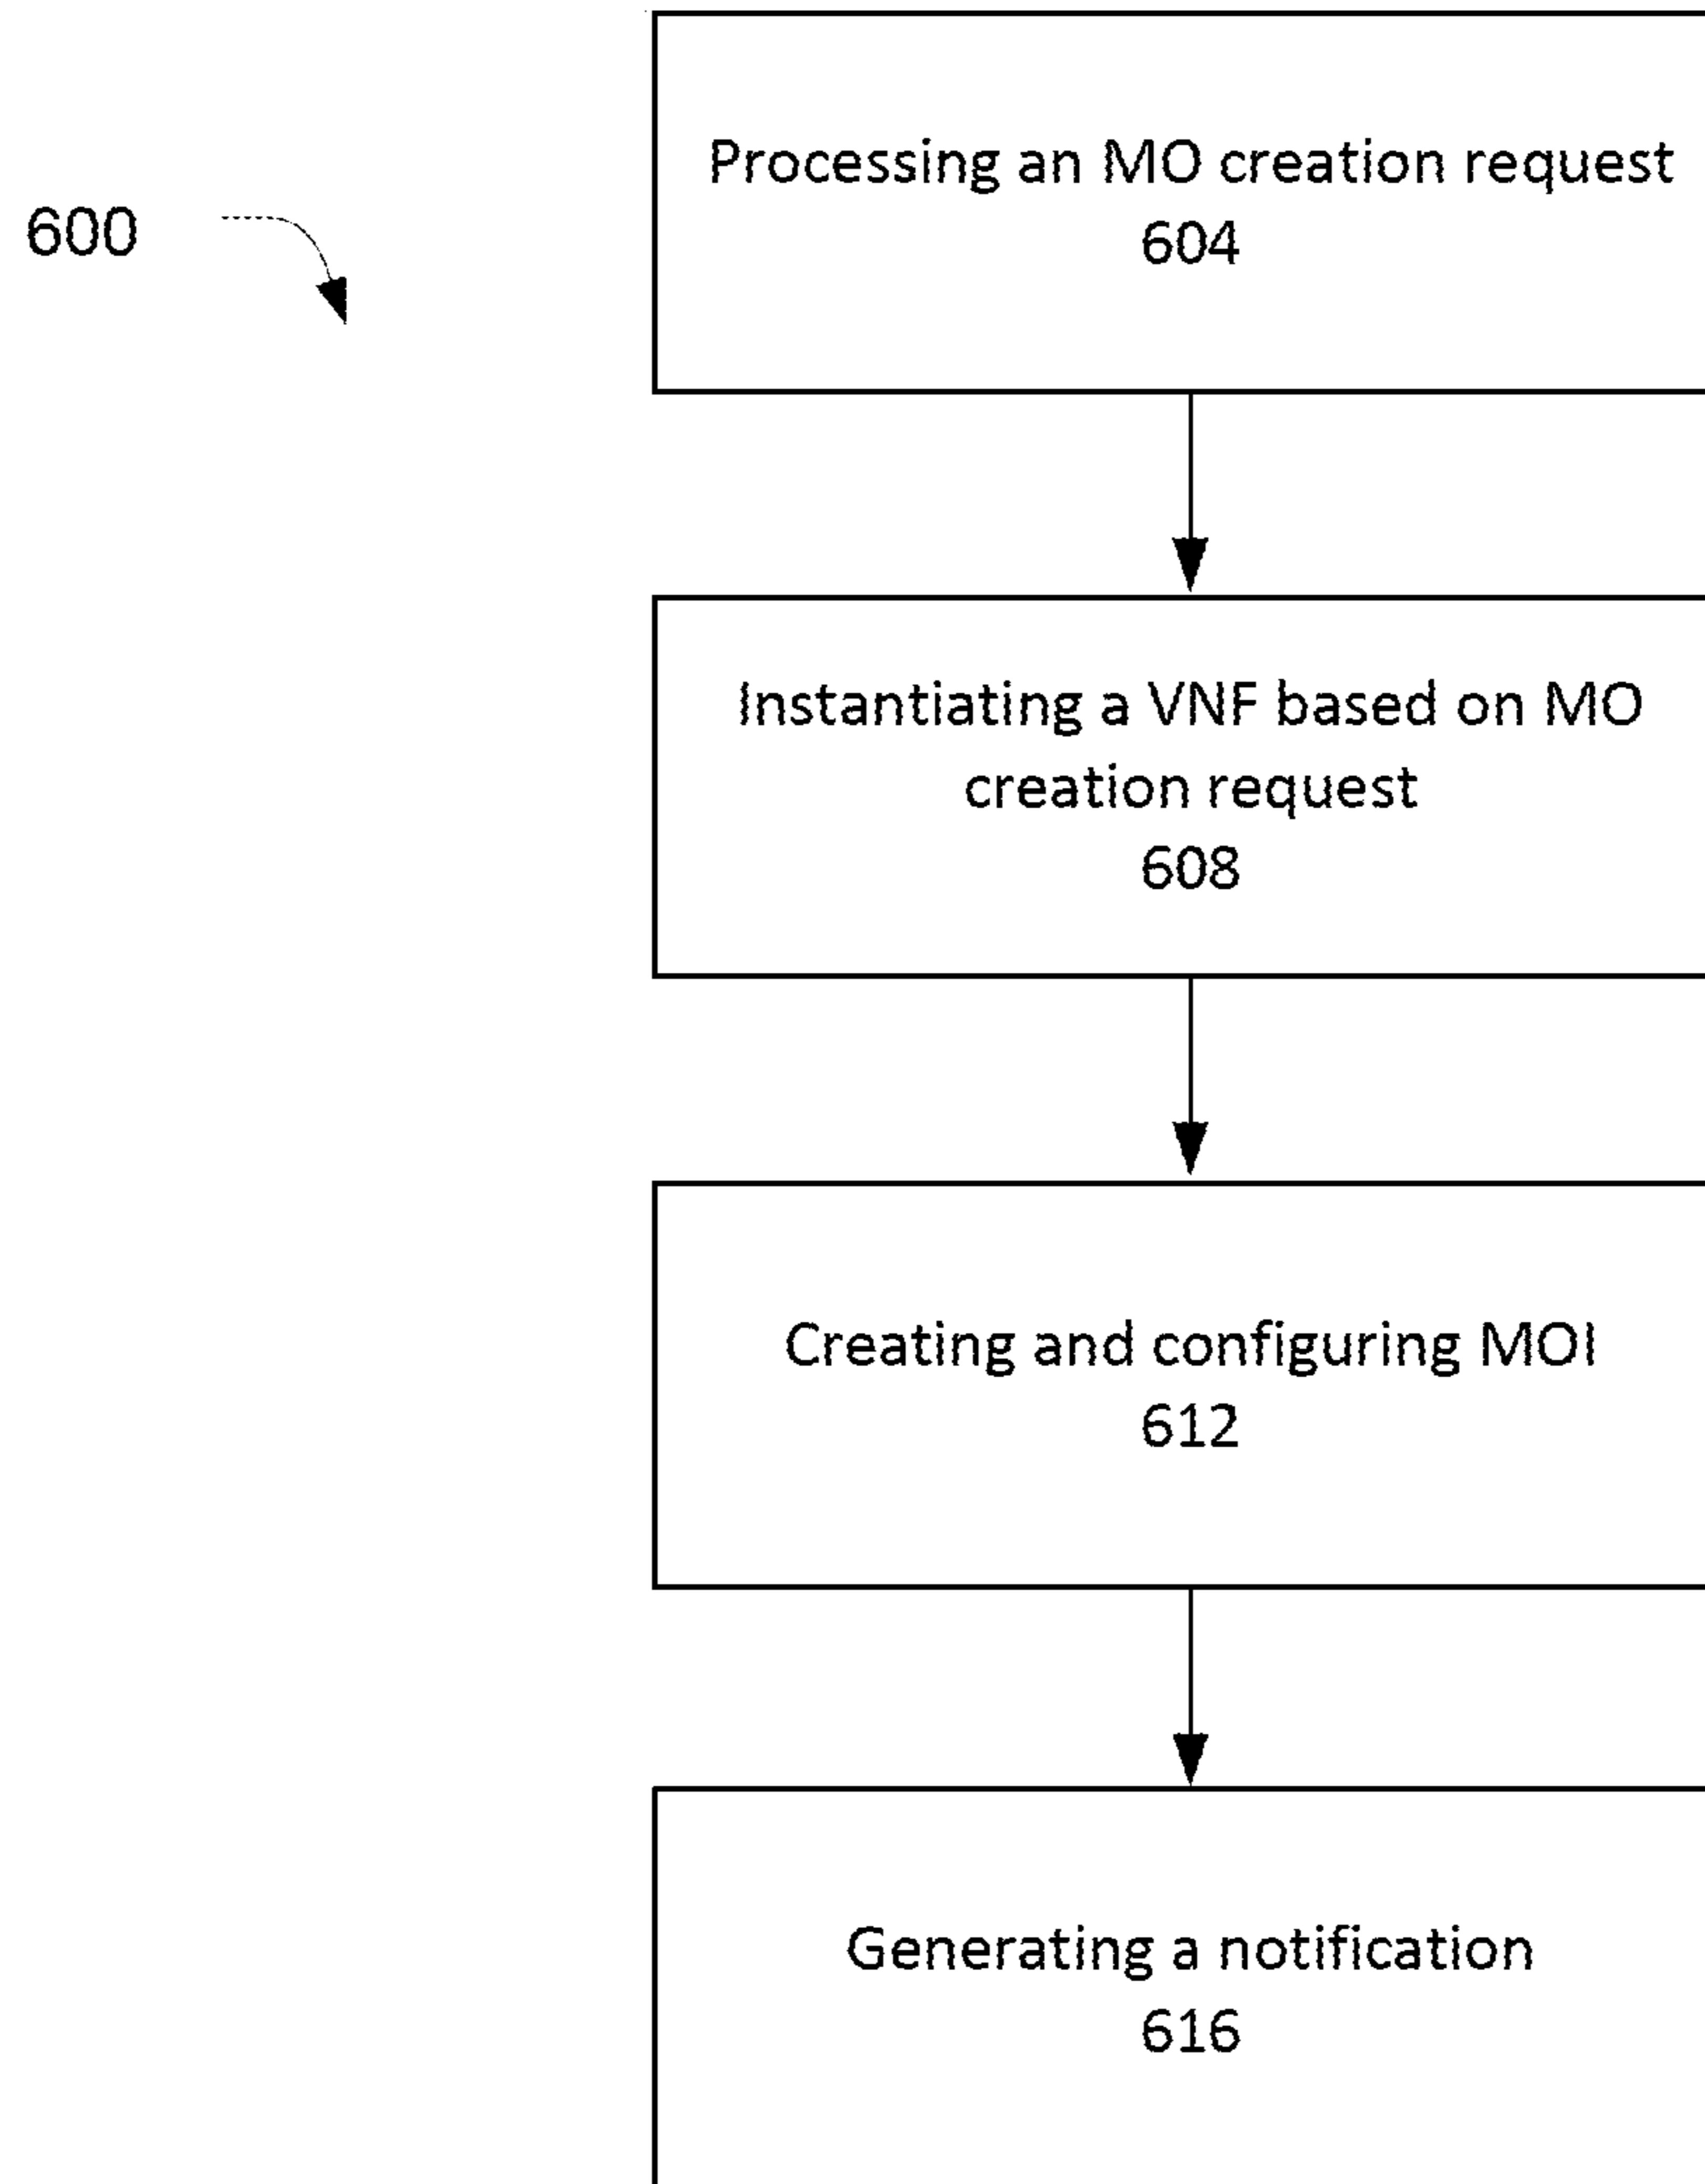 600
Processing an MO creation request
604
Instantiating a VNF based on MO
creation request
608
Creating and configuring MOI
612
Generating a notification
616